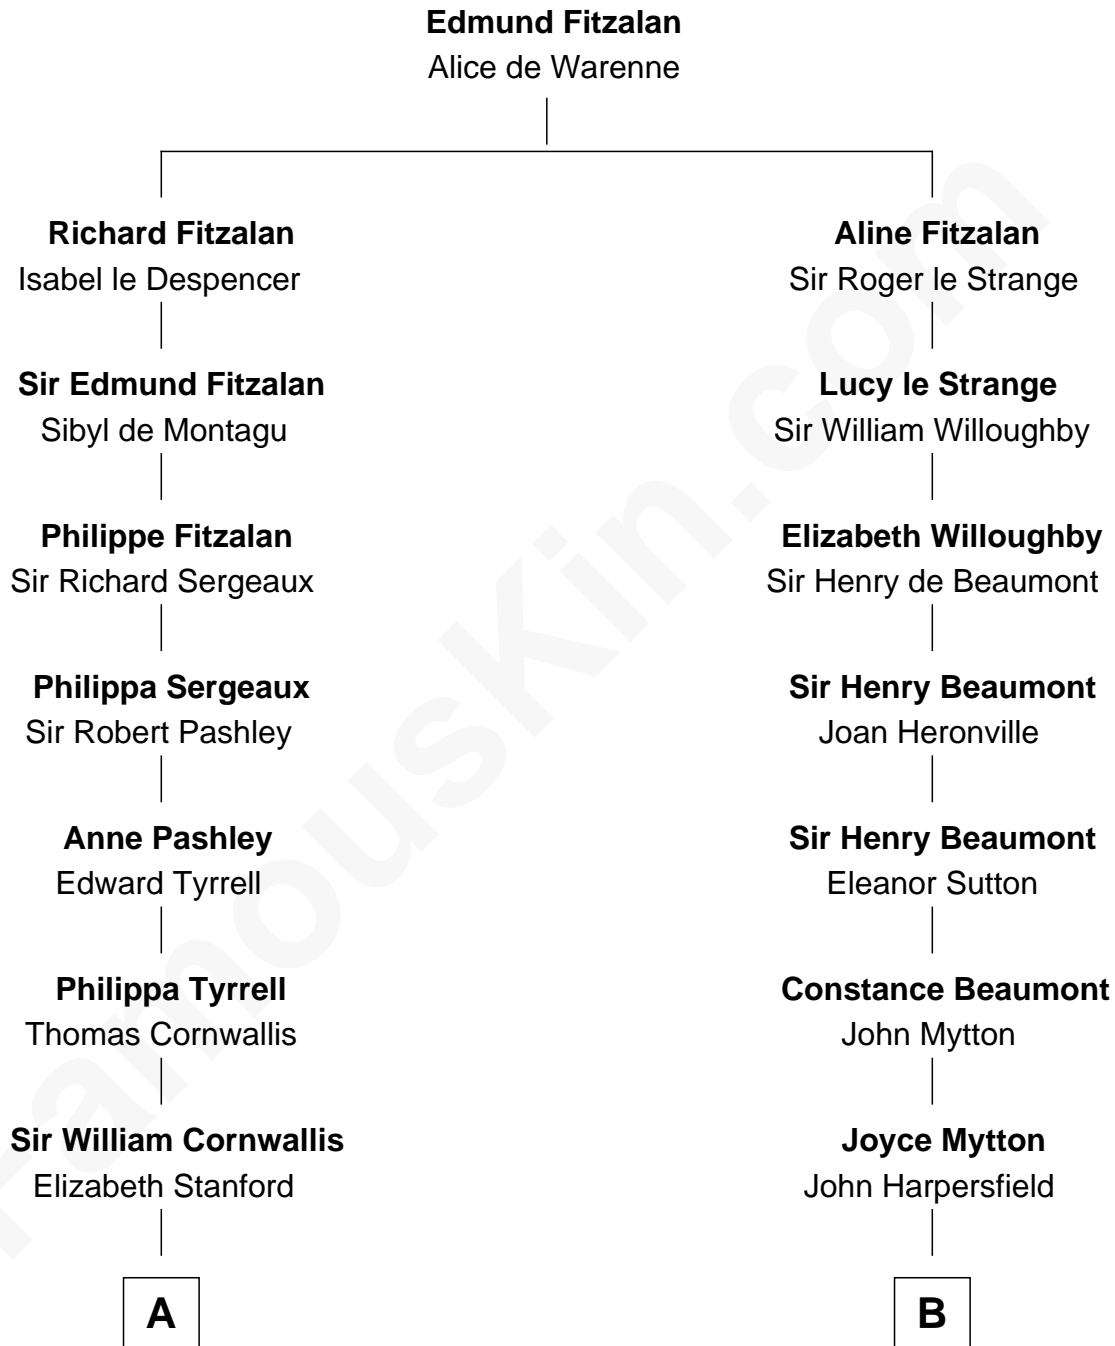 Edmund Fitzalan
Alice de Warenne
Richard Fitzalan
Isabel le Despencer
Aline Fitzalan
Sir Roger le Strange
Sir Edmund Fitzalan
Sibyl de Montagu
Lucy le Strange
Sir William Willoughby
Philippe Fitzalan
Sir Richard Sergeaux
Elizabeth Willoughby
Sir Henry de Beaumont
Philippa Sergeaux
Sir Robert Pashley
Sir Henry Beaumont
Joan Heronville
Anne Pashley
Edward Tyrrell
Sir Henry Beaumont
Eleanor Sutton
Philippa Tyrrell
Thomas Cornwallis
Constance Beaumont
John Mytton
Sir William Cornwallis
Elizabeth Stanford
Joyce Mytton
John Harpersfield
A
B
FamousKin.com